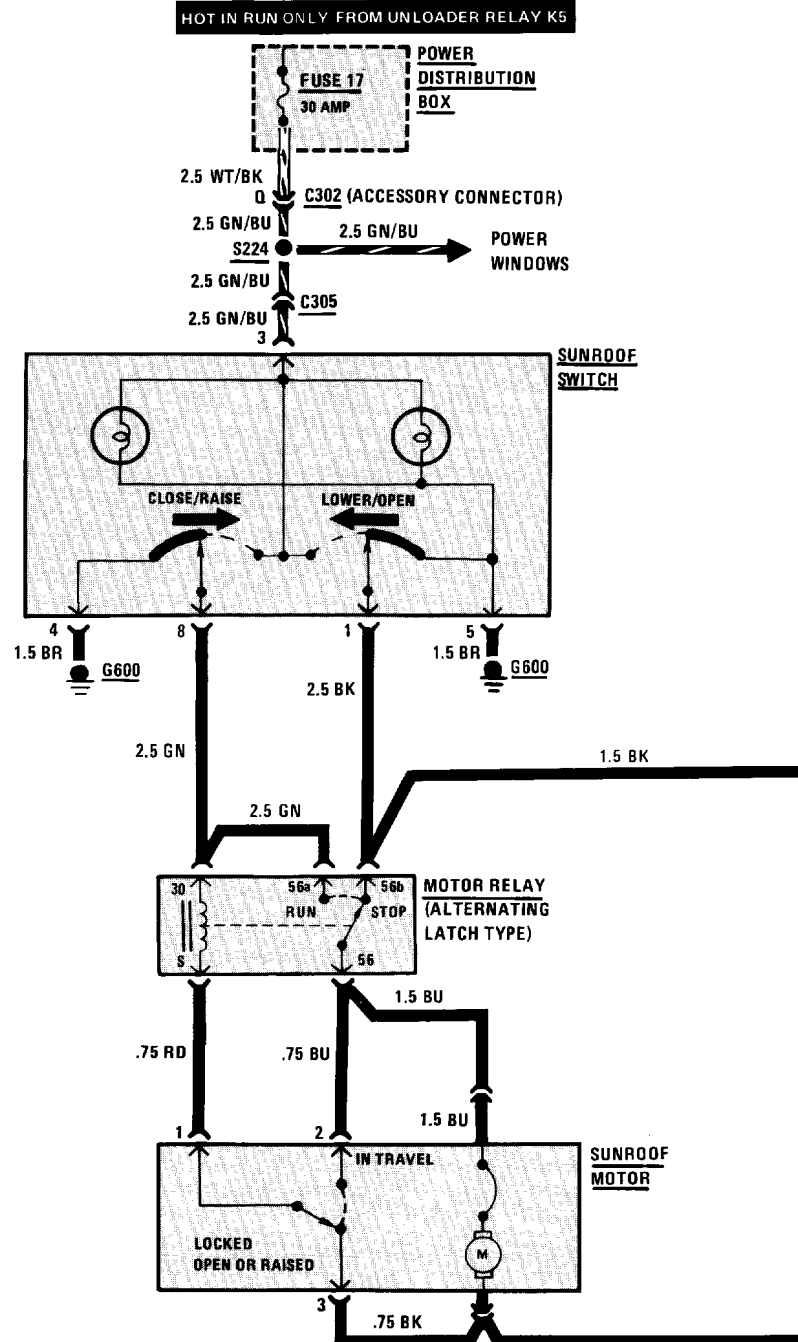 HOT IN RUN ONLY FROM UNLOADER RELAY K5
POWER
DISTRIBUTION
BOX
FUSE 17
30 AMP
2.5 WT/BK
Q
C302 (ACCESSORY CONNECTOR)
2.5 GN/BU
2.5 GN/BU
S224
POWER
WINDOWS
2.5 GN/BU
C305
2.5 GN/BU
3
SUNROOF
SWITCH
CLOSE/RAISE
LOWER/OPEN
4
8
1
5
1.5 BR
G600
1.5 BR
G600
2.5 BK
2.5 GN
1.5 BK
2.5 GN
30
56a
56b
MOTOR RELAY
RUN
STOP
(ALTERNATING
LATCH TYPE)
S
56
1.5 BU
.75 RD
.75 BU
1.5 BU
1
2
IN TRAVEL
SUNROOF
MOTOR
LOCKED
OPEN OR RAISED
M
3
.75 BK